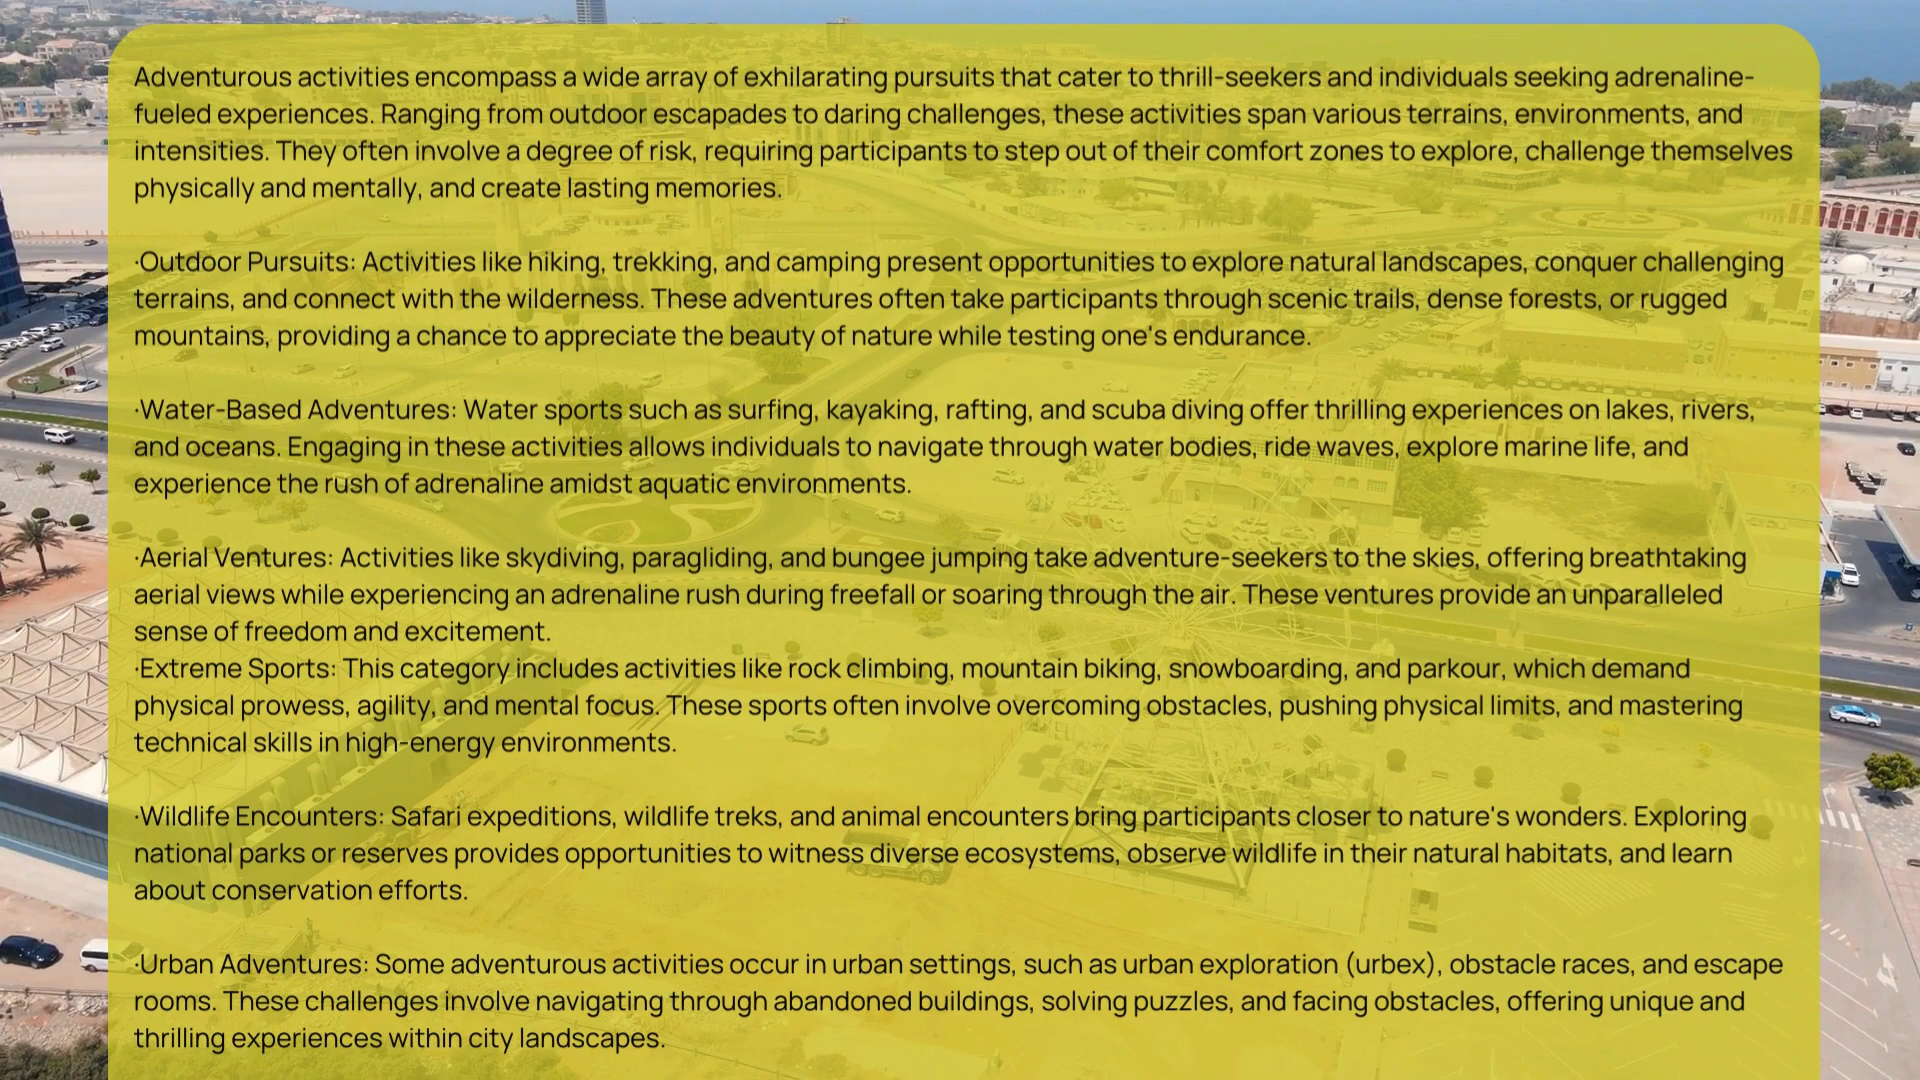 Adventurous activities encompass a wide array of exhilarating pursuits that cater to thrill-seekers and individuals seeking adrenaline-
fueled experiences. Ranging from outdoor escapades to daring challenges, these activities span various terrains, environments, and
intensities. They often involve a degree of risk, requiring participants to step out of their comfort zones to explore, challenge themselves
physically and mentally, and create lasting memories.
·Outdoor Pursuits: Activities like hiking, trekking, and camping present opportunities to explore natural landscapes, conquer challenging
terrains, and connect with the wilderness. These adventures often take participants through scenic trails, dense forests, or rugged
mountains, providing a chance to appreciate the beauty of nature while testing one's endurance.
·Water-Based Adventures: Water sports such as surfing, kayaking, rafting, and scuba diving offer thrilling experiences on lakes, rivers,
and oceans. Engaging in these activities allows individuals to navigate through water bodies, ride waves, explore marine life, and
experience the rush of adrenaline amidst aquatic environments.
·Aerial Ventures: Activities like skydiving, paragliding, and bungee jumping take adventure-seekers to the skies, offering breathtaking
aerial views while experiencing an adrenaline rush during freefall or soaring through the air. These ventures provide an unparalleled
sense of freedom and excitement.
·Extreme Sports: This category includes activities like rock climbing, mountain biking, snowboarding, and parkour, which demand
physical prowess, agility, and mental focus. These sports often involve overcoming obstacles, pushing physical limits, and mastering
technical skills in high-energy environments.
·Wildlife Encounters: Safari expeditions, wildlife treks, and animal encounters bring participants closer to nature's wonders. Exploring
national parks or reserves provides opportunities to witness diverse ecosystems, observe wildlife in their natural habitats, and learn
about conservation efforts.
·Urban Adventures: Some adventurous activities occur in urban settings, such as urban exploration (urbex), obstacle races, and escape
rooms. These challenges involve navigating through abandoned buildings, solving puzzles, and facing obstacles, offering unique and
thrilling experiences within city landscapes.